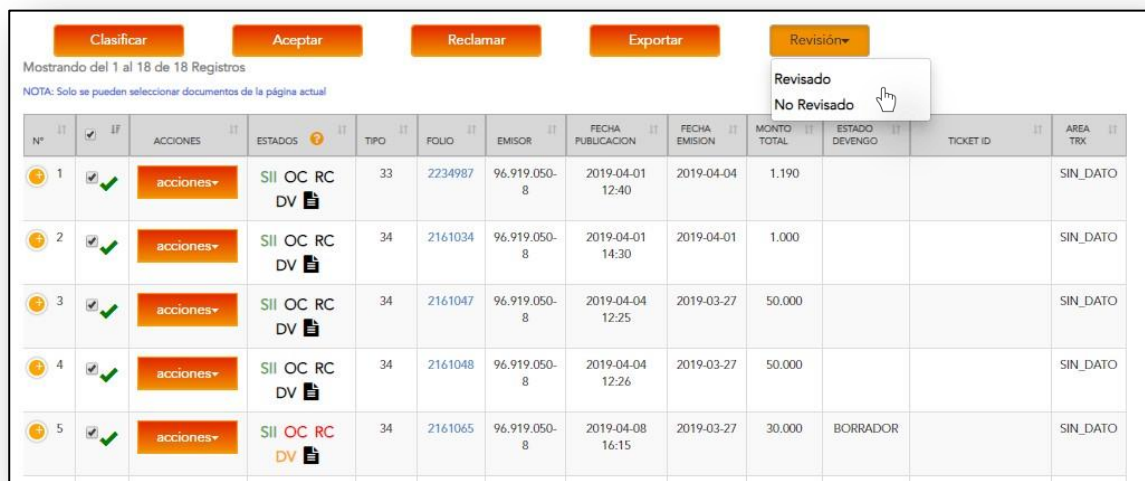 Clasificar Aceptar Reclamar Exportar Revisión
Mostrando del 1 al 18 de 18 Registros
Revisado
NOTA: Solo se pueden seleccionar documentos de la página actual
No Revisado
N° ACCIONES ESTADOS ? TIPO FOLIO EMISOR FECHA PUBLICACION FECHA EMISION MONTO TOTAL ESTADO DEVENGO TICKET ID AREA TRX
1 acciones SII OC RC 33 2234987 96.919.050- 2019-04-01 2019-04-04 1.190 SIN_DATO
DV 8 12:40
2 acciones SII OC RC 34 2161034 96.919.050- 2019-04-01 2019-04-01 1.000 SIN_DATO
DV 8 14:30
3 acciones SII OC RC 34 2161047 96.919.050- 2019-04-04 2019-03-27 50.000 SIN_DATO
DV 8 12:25
4 acciones SII OC RC 34 2161048 96.919.050- 2019-04-04 2019-03-27 50.000 SIN_DATO
DV 8 12:26
5 acciones SII OC RC 34 2161065 96.919.050- 2019-04-08 2019-03-27 30.000 BORRADOR SIN_DATO
DV 8 16:15